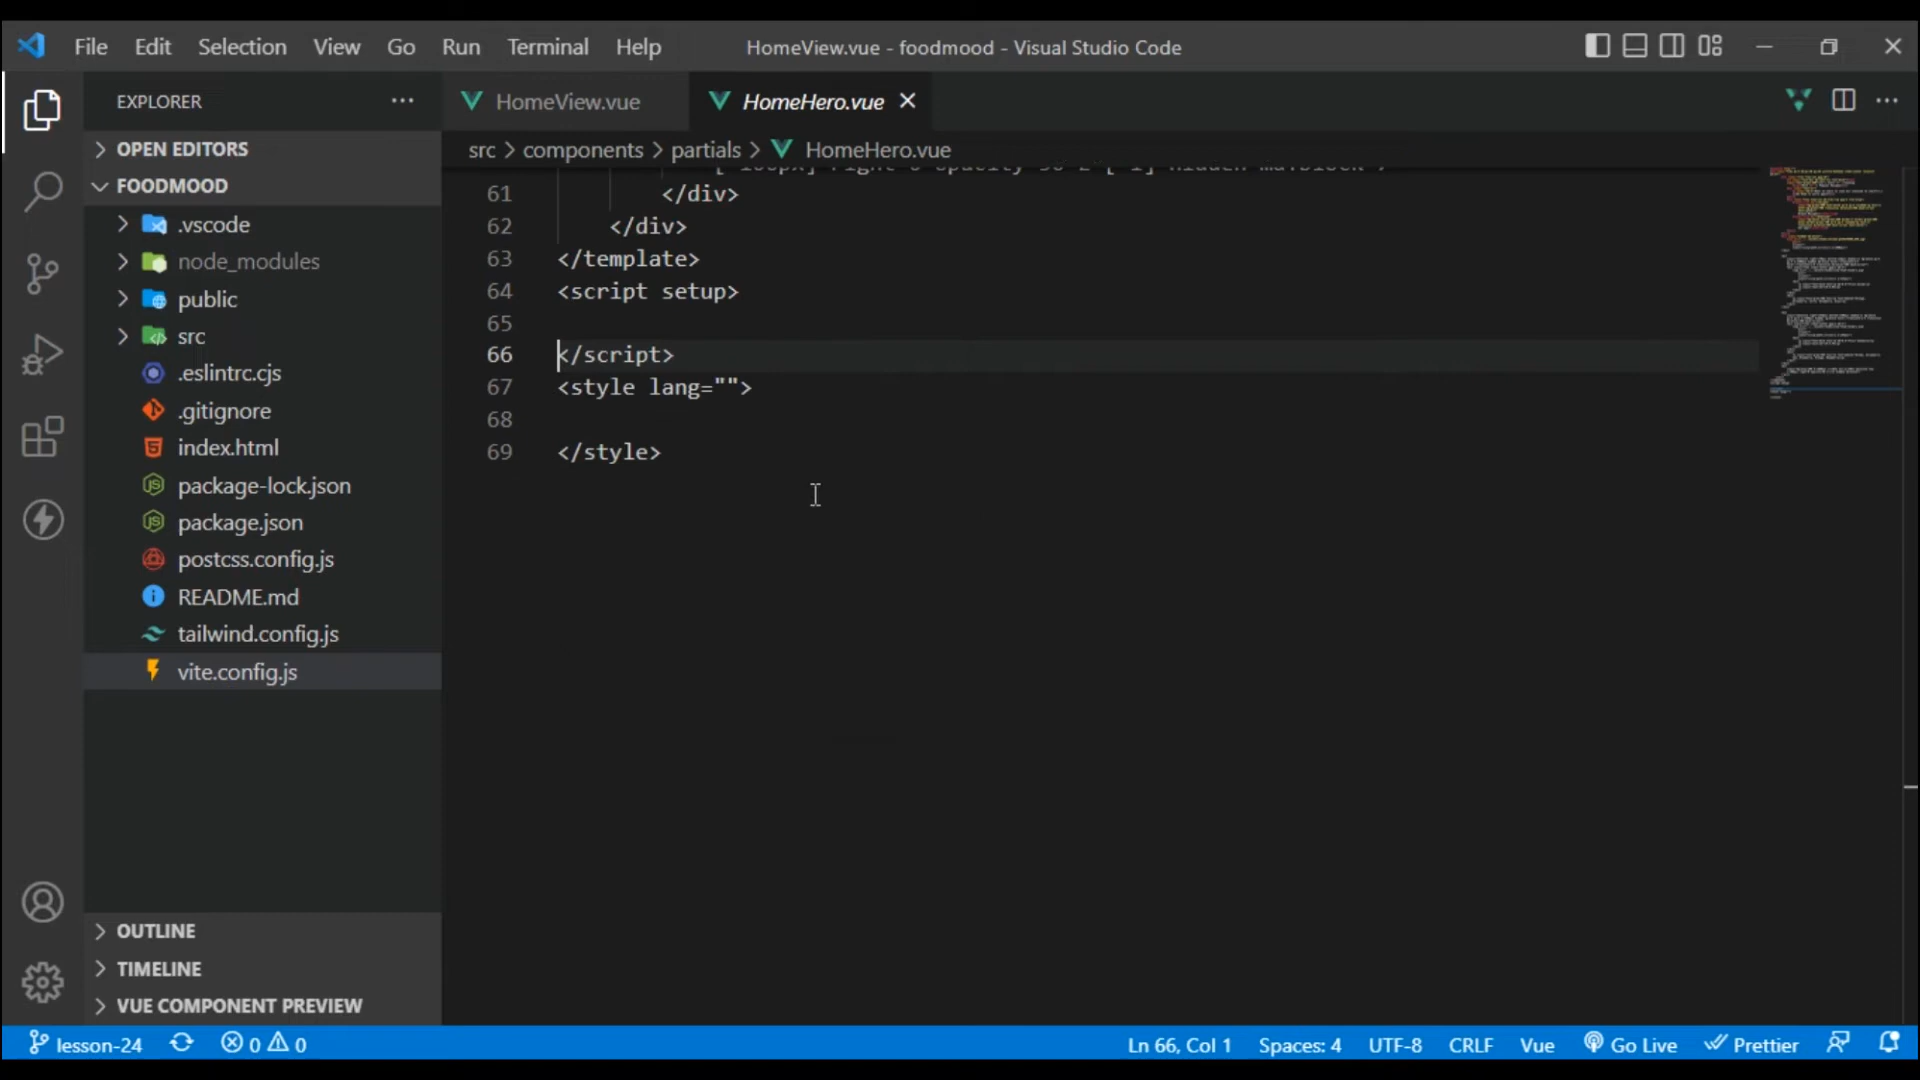 File Edit Selection View Go Run Terminal Help HomeView.vue - foodmood - Visual Studio Code
EXPLORER
HomeView.vue
HomeHero.vue
OPEN EDITORS
src > components > partials > HomeHero.vue
FOODMOOD
.vscode
node_modules
public
src
.eslintrc.cjs
.gitignore
index.html
package-lock.json
package.json
postcss.config.js
README.md
tailwind.config.js
vite.config.js
61 </div>
62 </div>
63 </template>
64 <script setup>
65
66 </script>
67 <style lang="">
68
69 </style>
OUTLINE
TIMELINE
VUE COMPONENT PREVIEW
lesson-24 0 0 Ln 66, Col 1 Spaces: 4 UTF-8 CRLF Vue Go Live Prettier